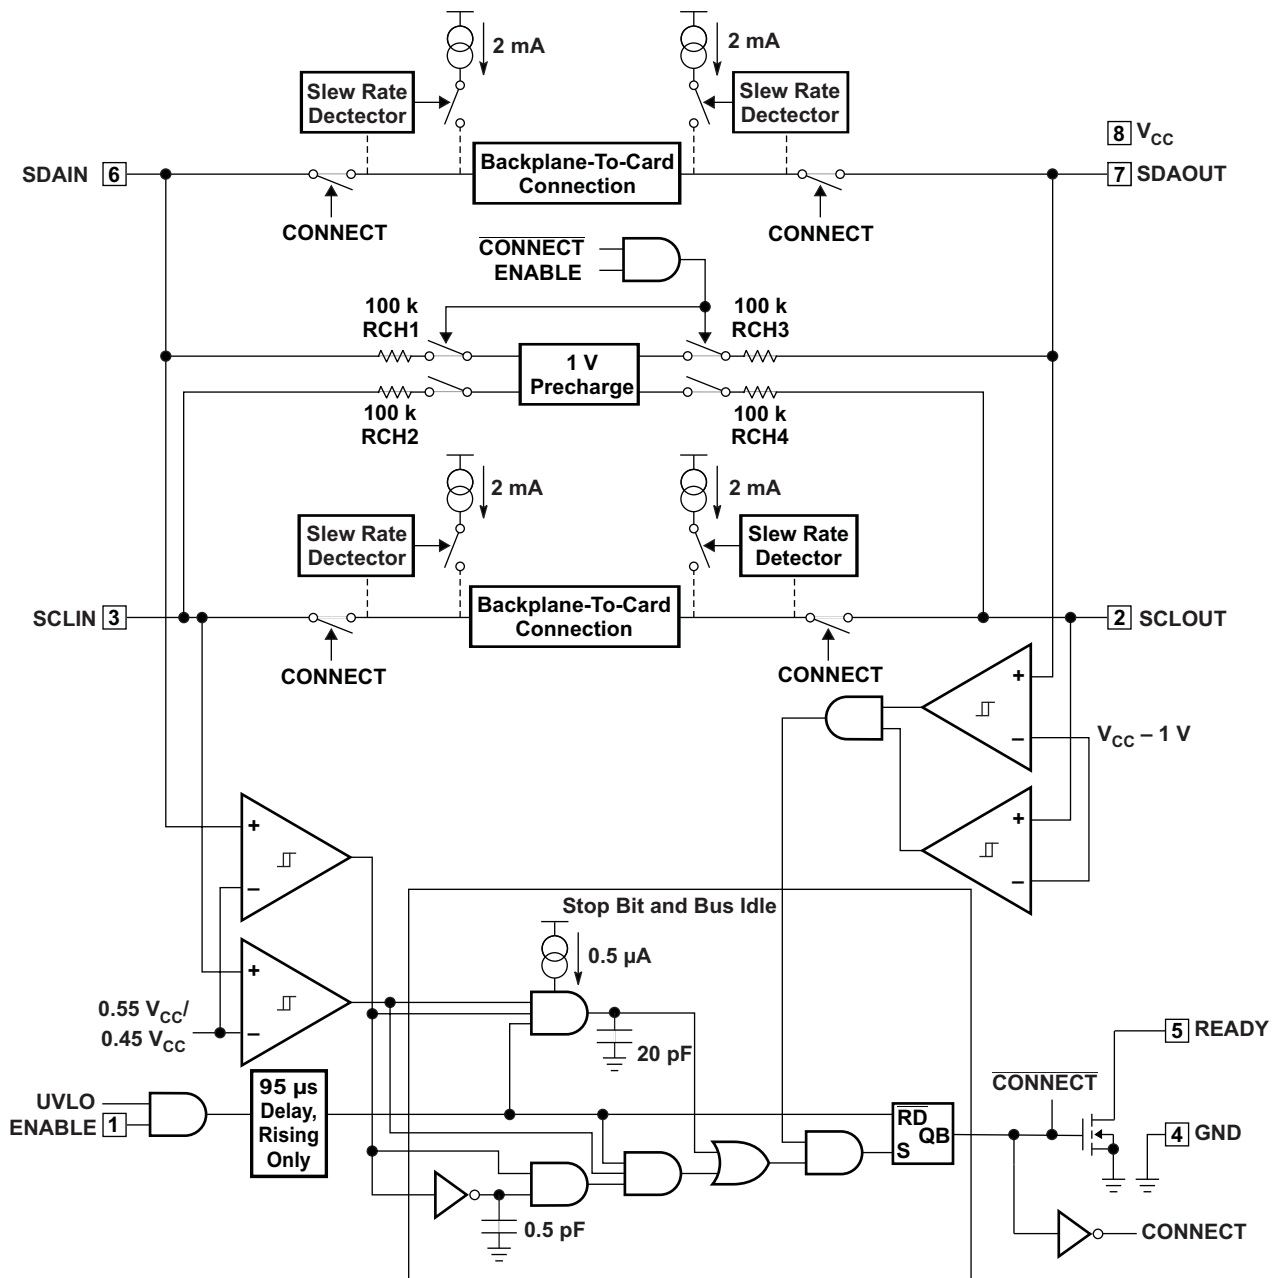 2 mA
2 mA
Slew Rate
Dectector
Slew Rate
Dectector
8 VCC
SDAIN 6
Backplane-To-Card
Connection
7 SDAOUT
CONNECT
CONNECT
CONNECT
ENABLE
100 k
RCH1
100 k
RCH3
1 V
Precharge
100 k
RCH2
100 k
RCH4
2 mA
2 mA
Slew Rate
Dectector
Slew Rate
Detector
SCLIN 3
Backplane-To-Card
Connection
2 SCLOUT
CONNECT
CONNECT
+
–
VCC – 1 V
+
–
+
–
Stop Bit and Bus Idle
0.5 µA
+
–
0.55 VCC/
0.45 VCC
20 pF
5 READY
UVLO
ENABLE 1
95 µs
Delay,
Rising
Only
CONNECT
RD
QB
S
4 GND
0.5 pF
CONNECT